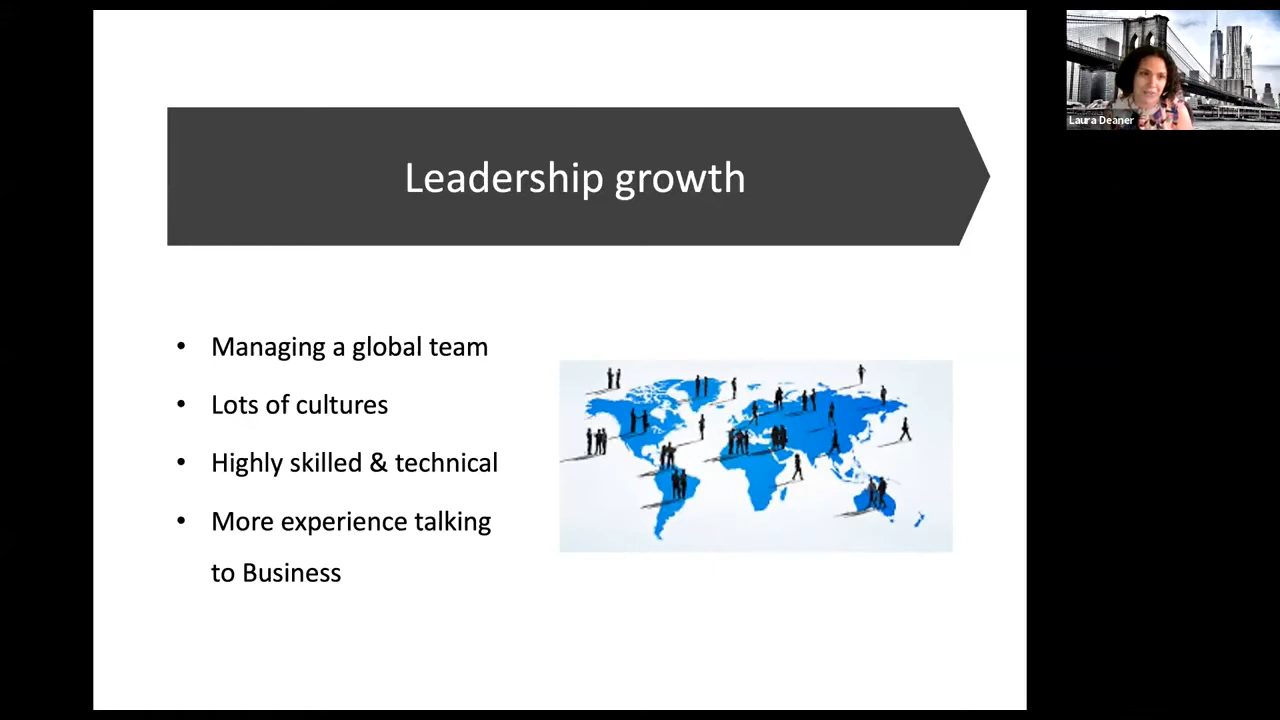 Leadership growth
• Managing a global team
• Lots of cultures
• Highly skilled & technical
• More experience talking
to Business
Laura Deaner